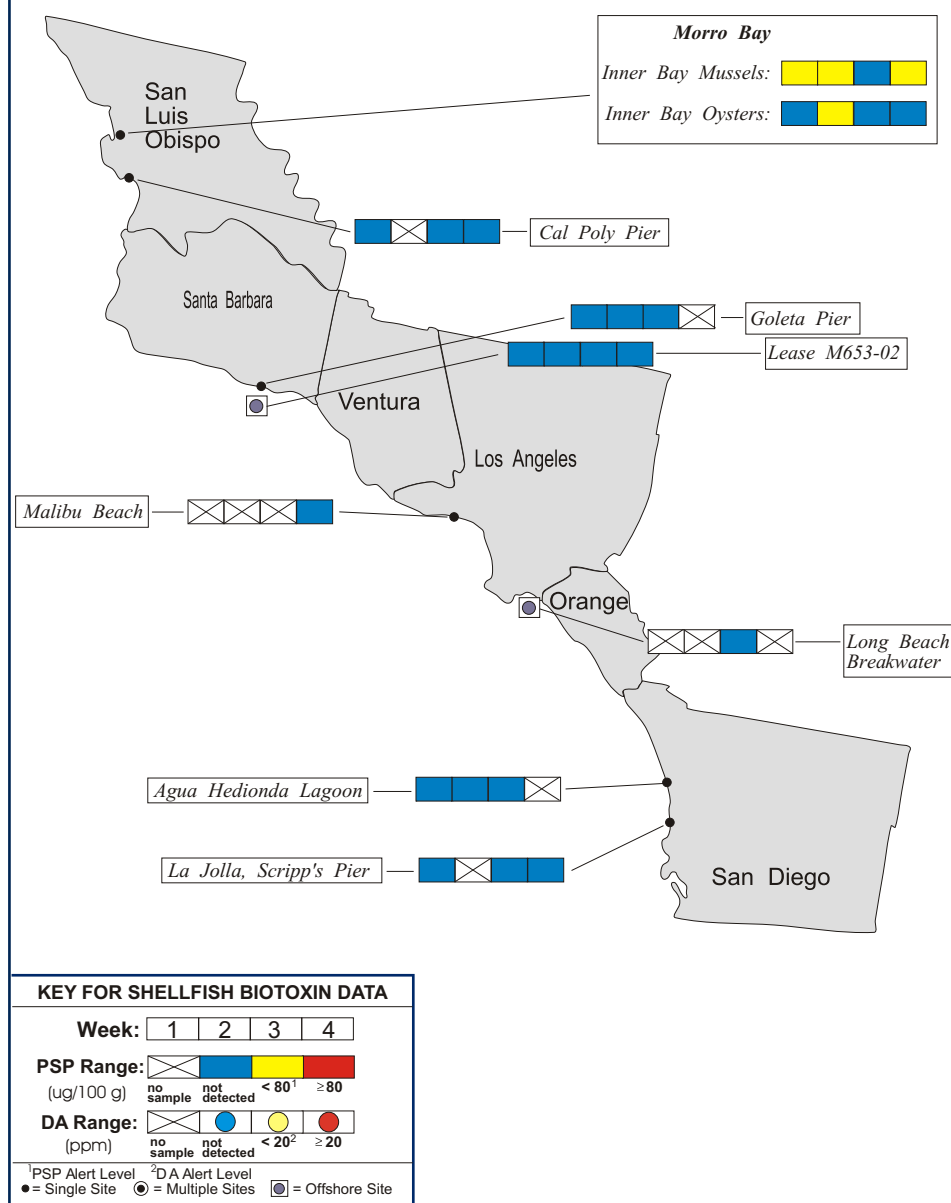 Morro Bay
Inner Bay Mussels:
Inner Bay Oysters:
San
Luis
Obispo
Cal Poly Pier
Santa Barbara
Goleta Pier
Lease M653-02
Ventura
Los Angeles
Malibu Beach
Orange
Long Beach
Breakwater
Agua Hedionda Lagoon
La Jolla, Scripp's Pier
San Diego
KEY FOR SHELLFISH BIOTOXIN DATA
Week: 1 2 3 4
PSP Range:
(ug/100 g) no sample not detected < 80¹ ≥80
DA Range:
(ppm) no sample not detected < 20² ≥ 20
¹PSP Alert Level ²DA Alert Level
= Single Site = Multiple Sites = Offshore Site